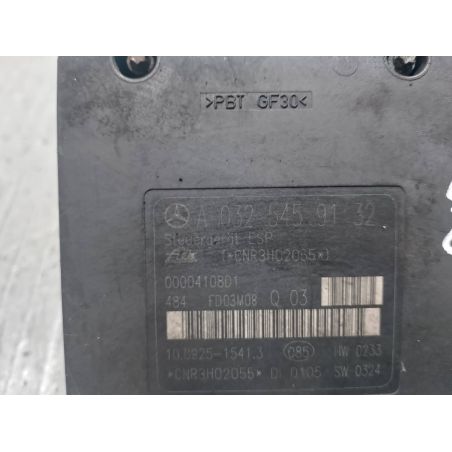 >PBT GF30<
A 032 545 91 32
Steuergerät ESP
(*CNR3H02055*)
0000410801
484 FD03M08 Q 03
10.0925-1541.3 085 HW 0233
*CNR3H02055* DI 0105 SW 0324